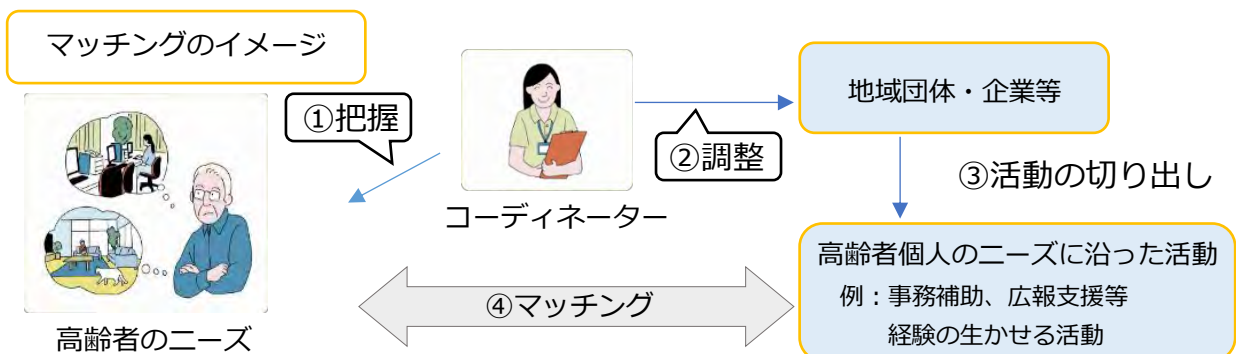 マッチングのイメージ
①把握
②調整
地域団体・企業等
③活動の切り出し
コーディネーター
高齢者個人のニーズに沿った活動
例：事務補助、広報支援等
経験の生かせる活動
④マッチング
高齢者のニーズ